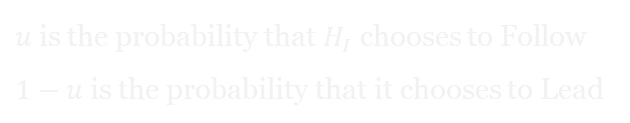 u is the probability that H_I chooses to Follow
1 − u is the probability that it chooses to Lead